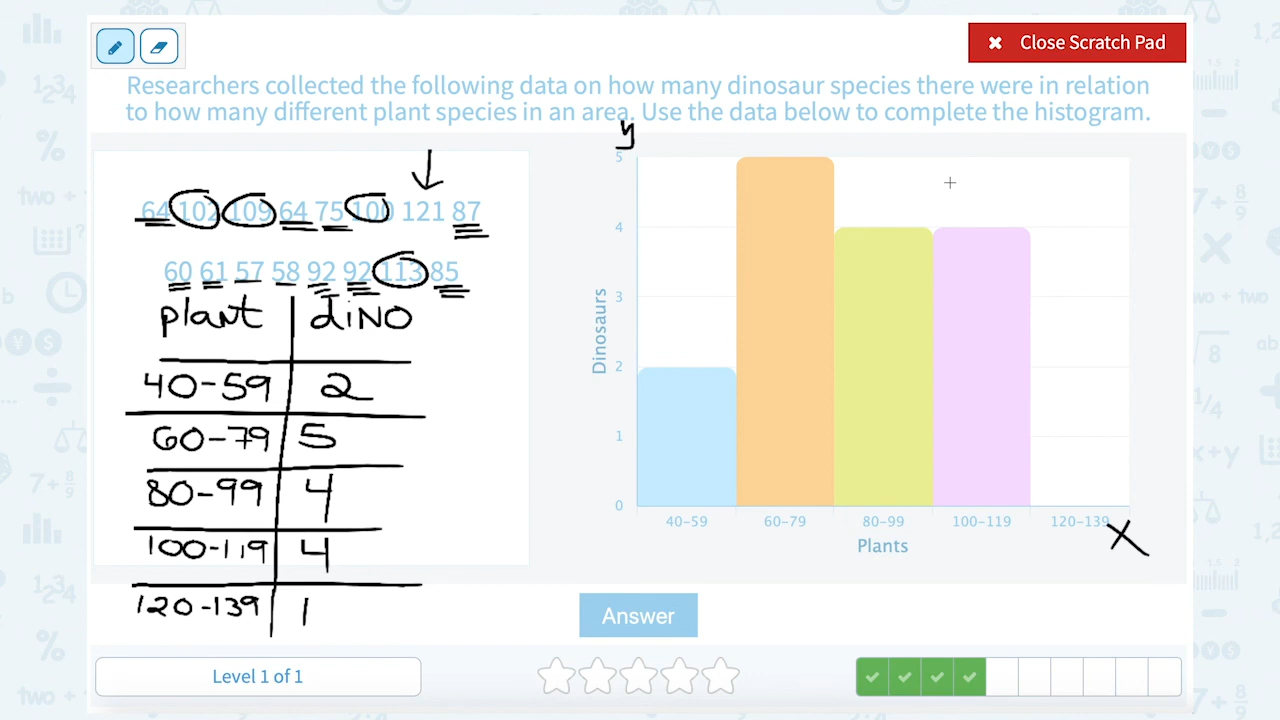 Close Scratch Pad
Researchers collected the following data on how many dinosaur species there were in relation
to how many different plant species in an area. Use the data below to complete the histogram.
64 102 109 64 75 100 121 87
60 61 57 58 92 92 113 85
plant dino
40-59 2
60-79 5
80-99 4
100-119 4
120-139 1
y
5
4
3
2
1
0
Dinosaurs
40-59 60-79 80-99 100-119 120-139
x
Plants
Answer
Level 1 of 1